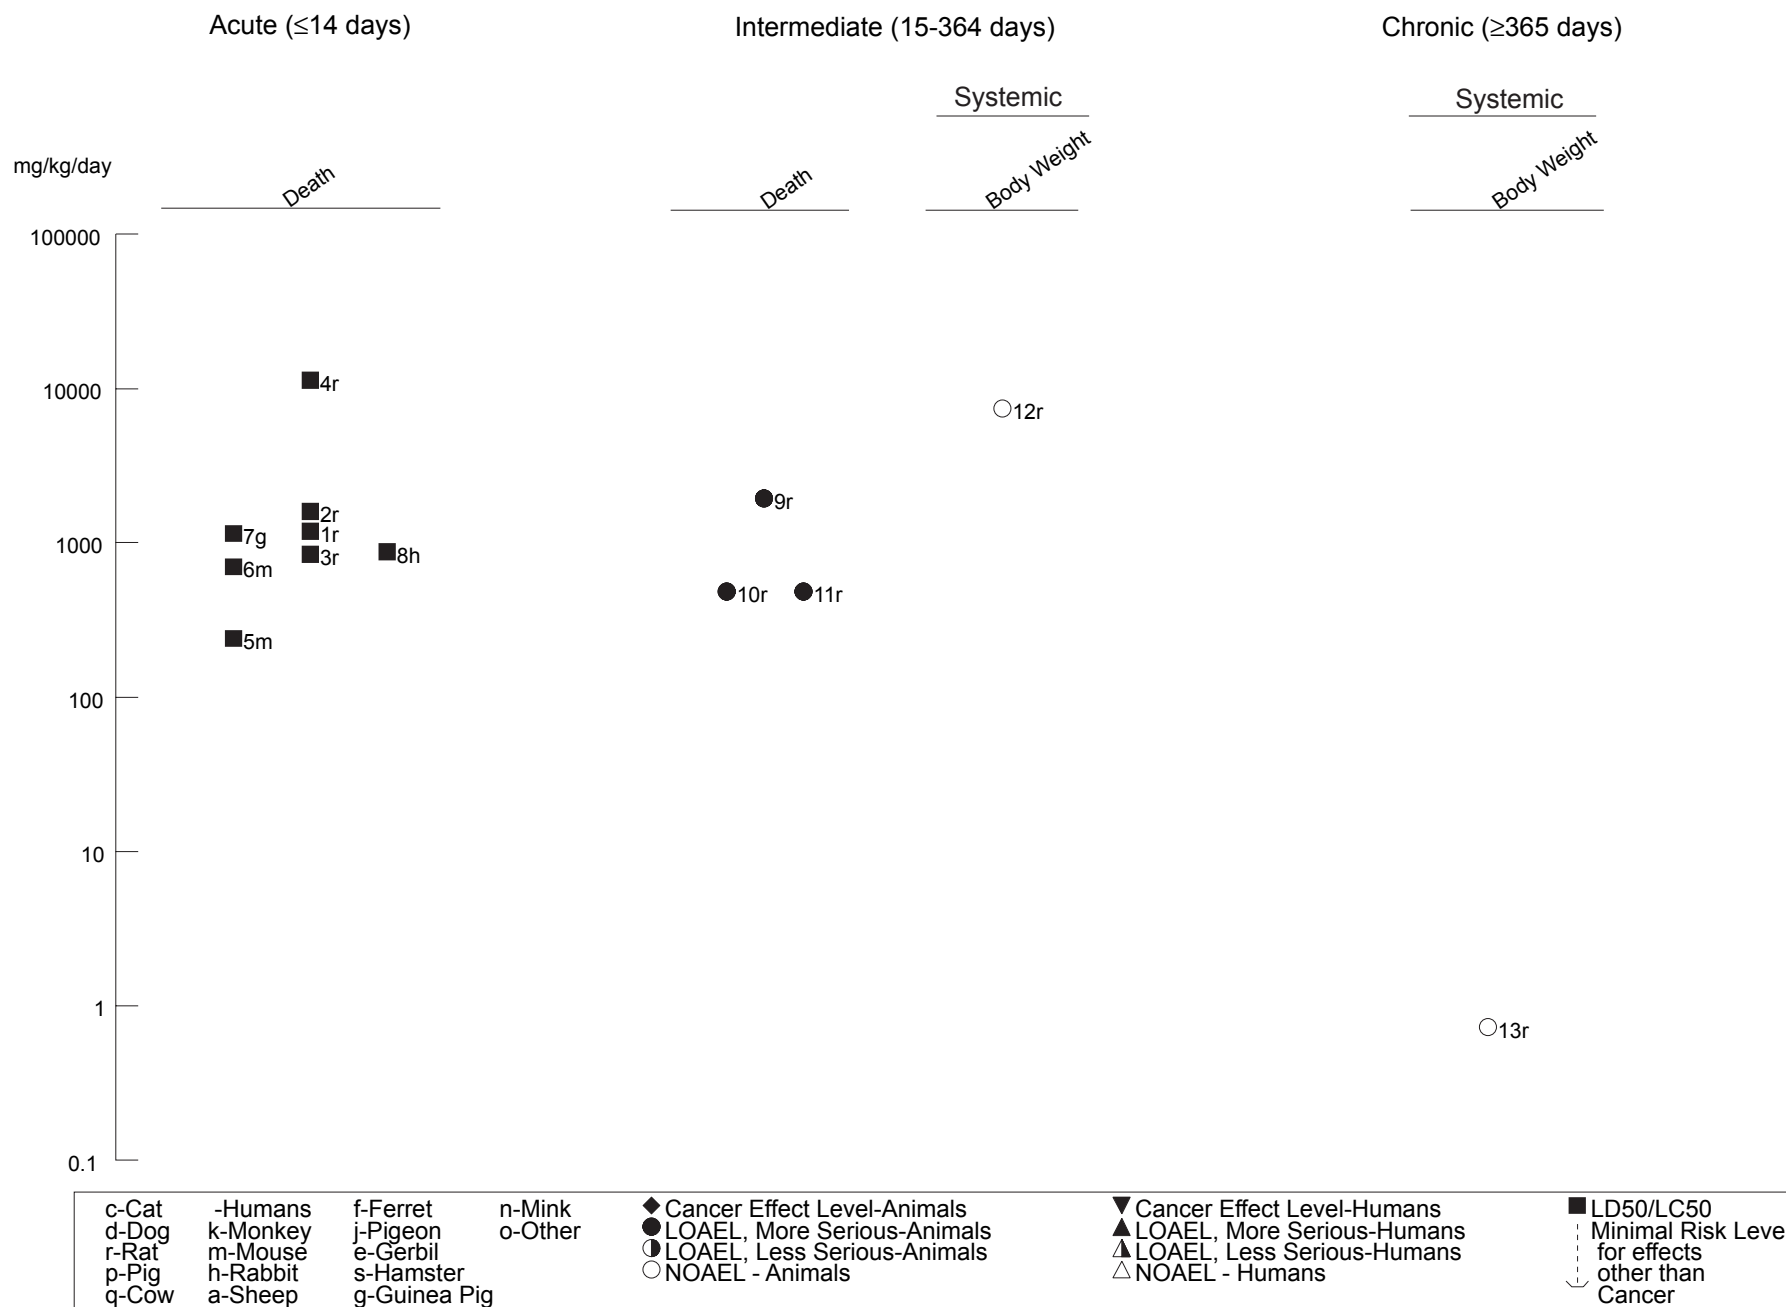 Acute (≤14 days)
Intermediate (15-364 days)
Chronic (≥365 days)
Systemic
Systemic
mg/kg/day
Death
Death
Body Weight
Body Weight
100000
10000
1000
100
10
1
0.1
4r
2r
1r
3r
7g
6m
5m
8h
9r
10r
11r
12r
13r
c-Cat
d-Dog
r-Rat
p-Pig
q-Cow
-Humans
k-Monkey
m-Mouse
h-Rabbit
a-Sheep
f-Ferret
j-Pigeon
e-Gerbil
s-Hamster
g-Guinea Pig
n-Mink
o-Other
Cancer Effect Level-Animals
LOAEL, More Serious-Animals
LOAEL, Less Serious-Animals
NOAEL - Animals
Cancer Effect Level-Humans
LOAEL, More Serious-Humans
LOAEL, Less Serious-Humans
NOAEL - Humans
LD50/LC50
Minimal Risk Leve
for effects
other than
Cancer